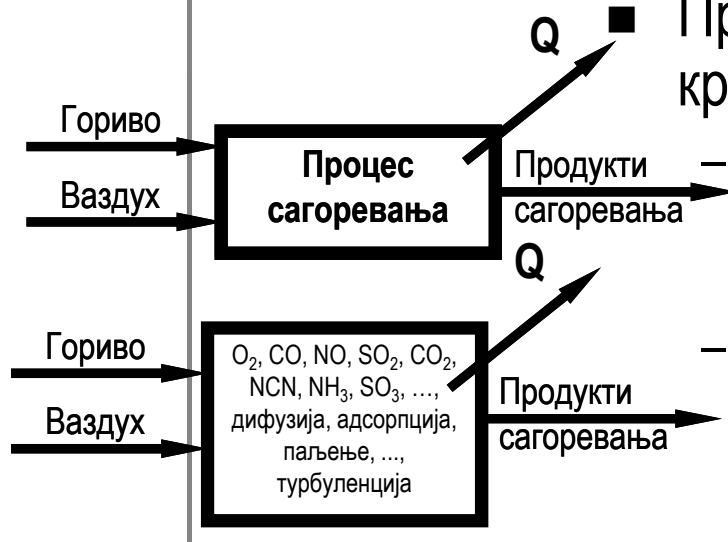 Q
Гориво
Ваздух
Процес
сагоревања
Продукти
сагоревања
Q
Гориво
Ваздух
O₂, CO, NO, SO₂, CO₂,
NCN, NH₃, SO₃, ...,
дифузија, адсорпција,
паљење, ...,
турбуленција
Продукти
сагоревања